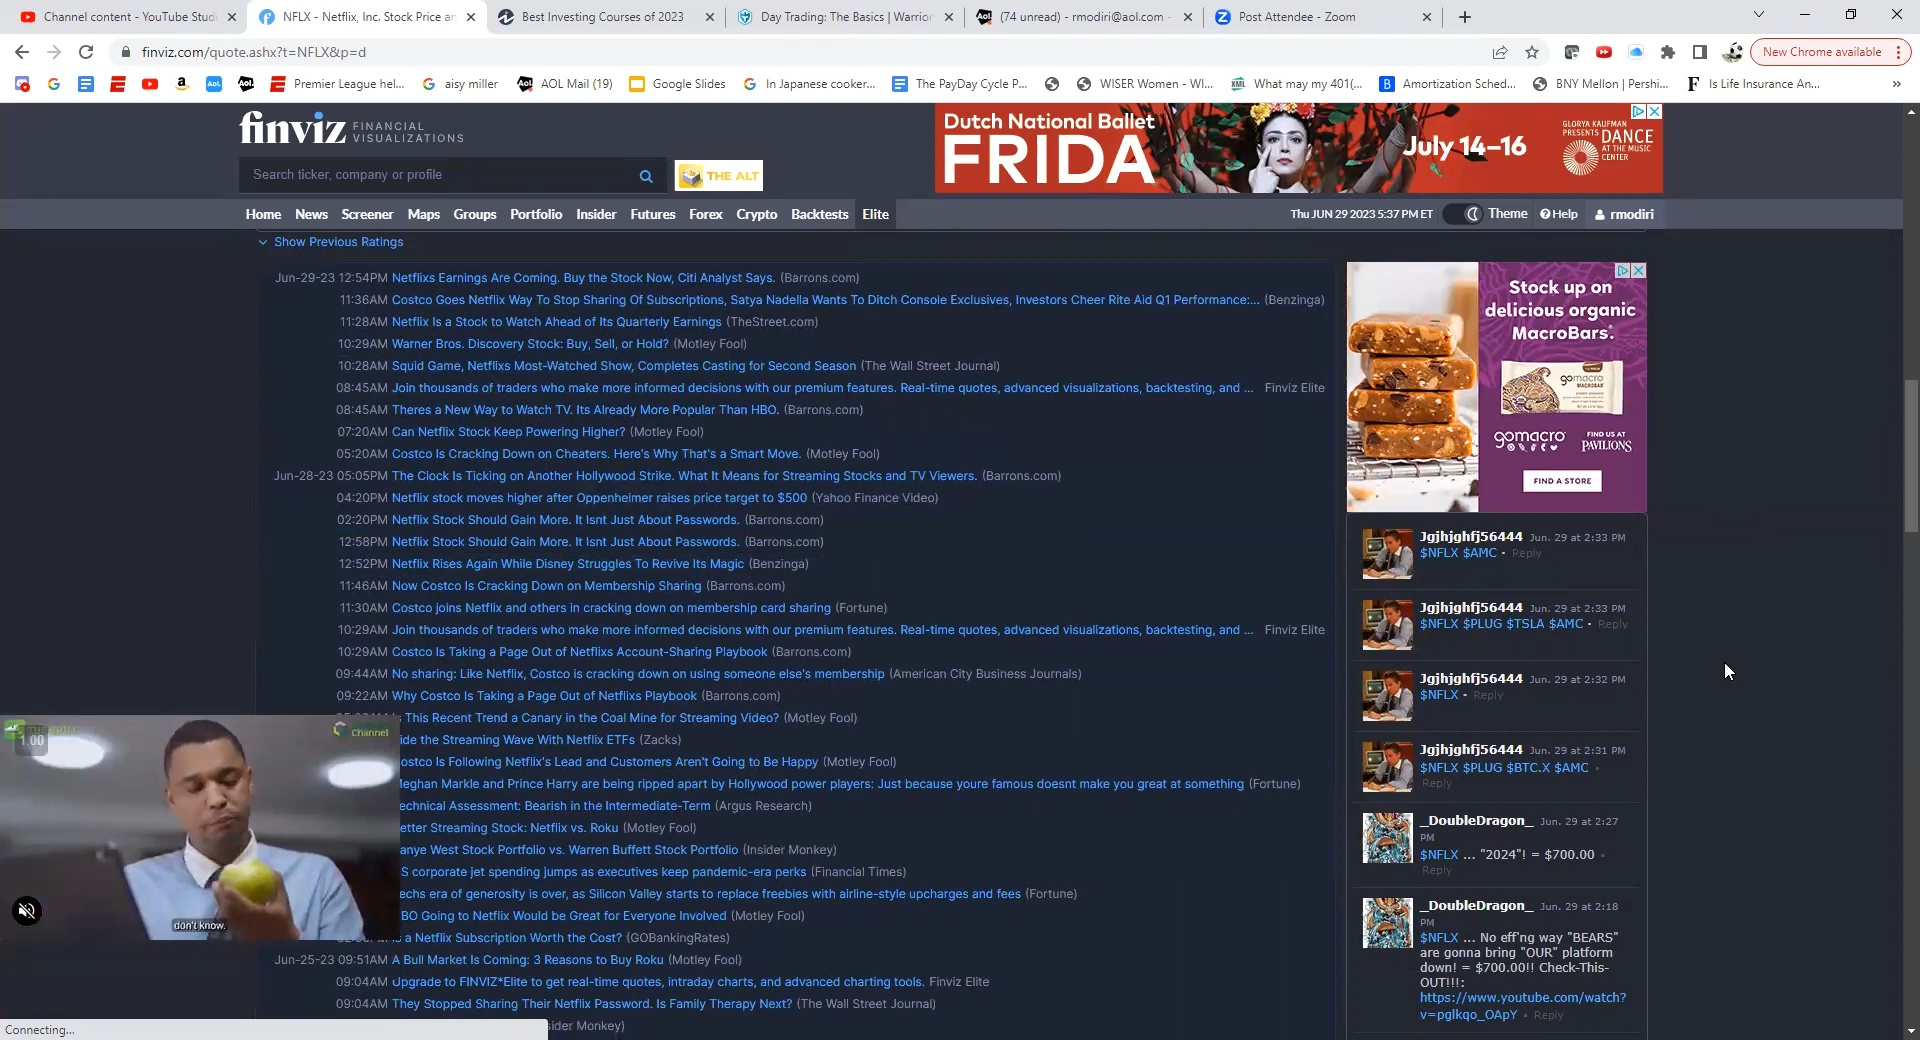 Channel content - YouTube Stud
NFLX - Netflix, Inc. Stock Price an
Best Investing Courses of 2023
Day Trading: The Basics | Warrior
(74 unread) - rmodiri@aol.com -
Post Attendee - Zoom
finviz.com/quote.ashx?t=NFLX&p=d
New Chrome available
Premier League hel...
aisy miller
AOL Mail (19)
Google Slides
In Japanese cooker...
The PayDay Cycle P...
WISER Women - WI...
What may my 401(...
Amortization Sched...
BNY Mellon | Pershi...
Is Life Insurance An...
finviz FINANCIAL VISUALIZATIONS
Search ticker, company or profile
THE ALT
Dutch National Ballet
FRIDA
July 14–16
GLORYA KAUFMAN
PRESENTS DANCE
AT THE MUSIC
CENTER
Home News Screener Maps Groups Portfolio Insider Futures Forex Crypto Backtests Elite
Thu JUN 29 2023 5:37 PM ET Theme Help rmodiri
Show Previous Ratings
Jun-29-23 12:54PM Netflixs Earnings Are Coming. Buy the Stock Now, Citi Analyst Says. (Barrons.com)
11:36AM Costco Goes Netflix Way To Stop Sharing Of Subscriptions, Satya Nadella Wants To Ditch Console Exclusives, Investors Cheer Rite Aid Q1 Performance:... (Benzinga)
11:28AM Netflix Is a Stock to Watch Ahead of Its Quarterly Earnings (TheStreet.com)
10:29AM Warner Bros. Discovery Stock: Buy, Sell, or Hold? (Motley Fool)
10:28AM Squid Game, Netflixs Most-Watched Show, Completes Casting for Second Season (The Wall Street Journal)
08:45AM Join thousands of traders who make more informed decisions with our premium features. Real-time quotes, advanced visualizations, backtesting, and ... Finviz Elite
08:45AM Theres a New Way to Watch TV. Its Already More Popular Than HBO. (Barrons.com)
07:20AM Can Netflix Stock Keep Powering Higher? (Motley Fool)
05:20AM Costco Is Cracking Down on Cheaters. Here's Why That's a Smart Move. (Motley Fool)
Jun-28-23 05:05PM The Clock Is Ticking on Another Hollywood Strike. What It Means for Streaming Stocks and TV Viewers. (Barrons.com)
04:20PM Netflix stock moves higher after Oppenheimer raises price target to $500 (Yahoo Finance Video)
02:20PM Netflix Stock Should Gain More. It Isnt Just About Passwords. (Barrons.com)
12:58PM Netflix Stock Should Gain More. It Isnt Just About Passwords. (Barrons.com)
12:52PM Netflix Rises Again While Disney Struggles To Revive Its Magic (Benzinga)
11:46AM Now Costco Is Cracking Down on Membership Sharing (Barrons.com)
11:30AM Costco joins Netflix and others in cracking down on membership card sharing (Fortune)
10:29AM Join thousands of traders who make more informed decisions with our premium features. Real-time quotes, advanced visualizations, backtesting, and ... Finviz Elite
10:29AM Costco Is Taking a Page Out of Netflixs Account-Sharing Playbook (Barrons.com)
09:44AM No sharing: Like Netflix, Costco is cracking down on using someone else's membership (American City Business Journals)
09:22AM Why Costco Is Taking a Page Out of Netflixs Playbook (Barrons.com)
This Recent Trend a Canary in the Coal Mine for Streaming Video? (Motley Fool)
ide the Streaming Wave With Netflix ETFs (Zacks)
ostco Is Following Netflix's Lead and Customers Aren't Going to Be Happy (Motley Fool)
Meghan Markle and Prince Harry are being ripped apart by Hollywood power players: Just because youre famous doesnt make you great at something (Fortune)
echnical Assessment: Bearish in the Intermediate-Term (Argus Research)
etter Streaming Stock: Netflix vs. Roku (Motley Fool)
anye West Stock Portfolio vs. Warren Buffett Stock Portfolio (Insider Monkey)
S corporate jet spending jumps as executives keep pandemic-era perks (Financial Times)
echs era of generosity is over, as Silicon Valley starts to replace freebies with airline-style upcharges and fees (Fortune)
BO Going to Netflix Would be Great for Everyone Involved (Motley Fool)
Is a Netflix Subscription Worth the Cost? (GOBankingRates)
Jun-25-23 09:51AM A Bull Market Is Coming: 3 Reasons to Buy Roku (Motley Fool)
09:04AM Upgrade to FINVIZ*Elite to get real-time quotes, intraday charts, and advanced charting tools. Finviz Elite
09:04AM They Stopped Sharing Their Netflix Password. Is Family Therapy Next? (The Wall Street Journal)
sider Monkey)
1.00
Channel
don't know.
Connecting...
Stock up on
delicious organic
MacroBars.
gomacro
MACROBAR
gomacro
FIND US AT
PAVILIONS
FIND A STORE
Jgjhjghfj56444 Jun. 29 at 2:33 PM
$NFLX $AMC - Reply
Jgjhjghfj56444 Jun. 29 at 2:33 PM
$NFLX $PLUG $TSLA $AMC - Reply
Jgjhjghfj56444 Jun. 29 at 2:32 PM
$NFLX - Reply
Jgjhjghfj56444 Jun. 29 at 2:31 PM
$NFLX $PLUG $BTC.X $AMC -
Reply
_DoubleDragon_ Jun. 29 at 2:27
PM
$NFLX ... "2024"! = $700.00 -
Reply
_DoubleDragon_ Jun. 29 at 2:18
PM
$NFLX ... No eff'ng way "BEARS"
are gonna bring "OUR" platform
down! = $700.00!! Check-This-
OUT!!!:
https://www.youtube.com/watch?
v=pglkqo_OApY - Reply